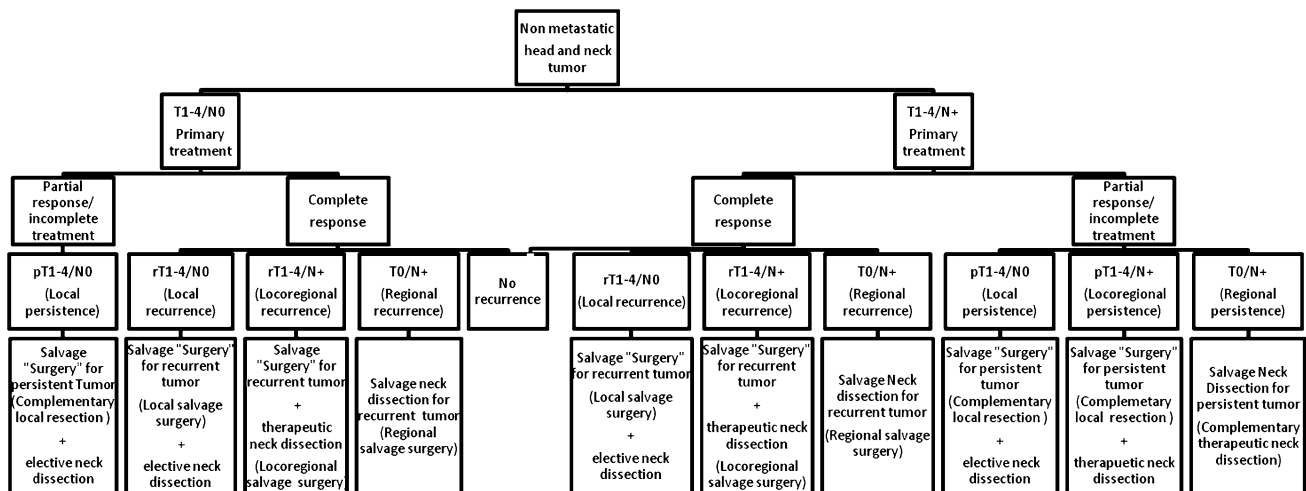 Non metastatic
head and neck
tumor
T1-4/N0
Primary
treatment
T1-4/N+
Primary
treatment
Partial
response/
incomplete
treatment
Complete
response
Complete
response
Partial
response/
incomplete
treatment
pT1-4/N0
(Local
persistence)
rT1-4/N0
(Local
recurrence)
rT1-4/N+
(Locoregional
recurrence)
T0/N+
(Regional
recurrence)
No
recurrence
rT1-4/N0
(Local recurrence)
rT1-4/N+
(Locoregional
recurrence)
T0/N+
(Regional
recurrence)
pT1-4/N0
(Local
persistence)
pT1-4/N+
(Locoregional
persistence)
T0/N+
(Regional
persistence)
Salvage
"Surgery" for
persistent Tumor
(Complementary
local resection )
+
elective neck
dissection
Salvage "Surgery"
for recurrent
tumor
(Local salvage
surgery)
+
elective neck
dissection
Salvage
"Surgery" for
recurrent tumor
+
therapeutic
neck dissection
(Locoregional
salvage surgery)
Salvage neck
dissection for
recurrent tumor
(Regional
salvage surgery)
Salvage "Surgery"
for recurrent tumor
(Local salvage
surgery)
+
elective neck
dissection
Salvage "Surgery"
for recurrent
tumor
+
therapeutic neck
dissection
(Locoregional
salvage surgery)
Salvage Neck
dissection for
recurrent tumor
(Regional salvage
surgery)
Salvage "Surgery"
for persistent
tumor
(Complementary
local resection )
+
elective neck
dissection
Salvage "Surgery"
for persistent
tumor
(Complemetary
local resection )
+
therapuetic neck
dissection
Salvage Neck
Dissection for
persistent tumor
(Complementary
therapeutic neck
dissection)